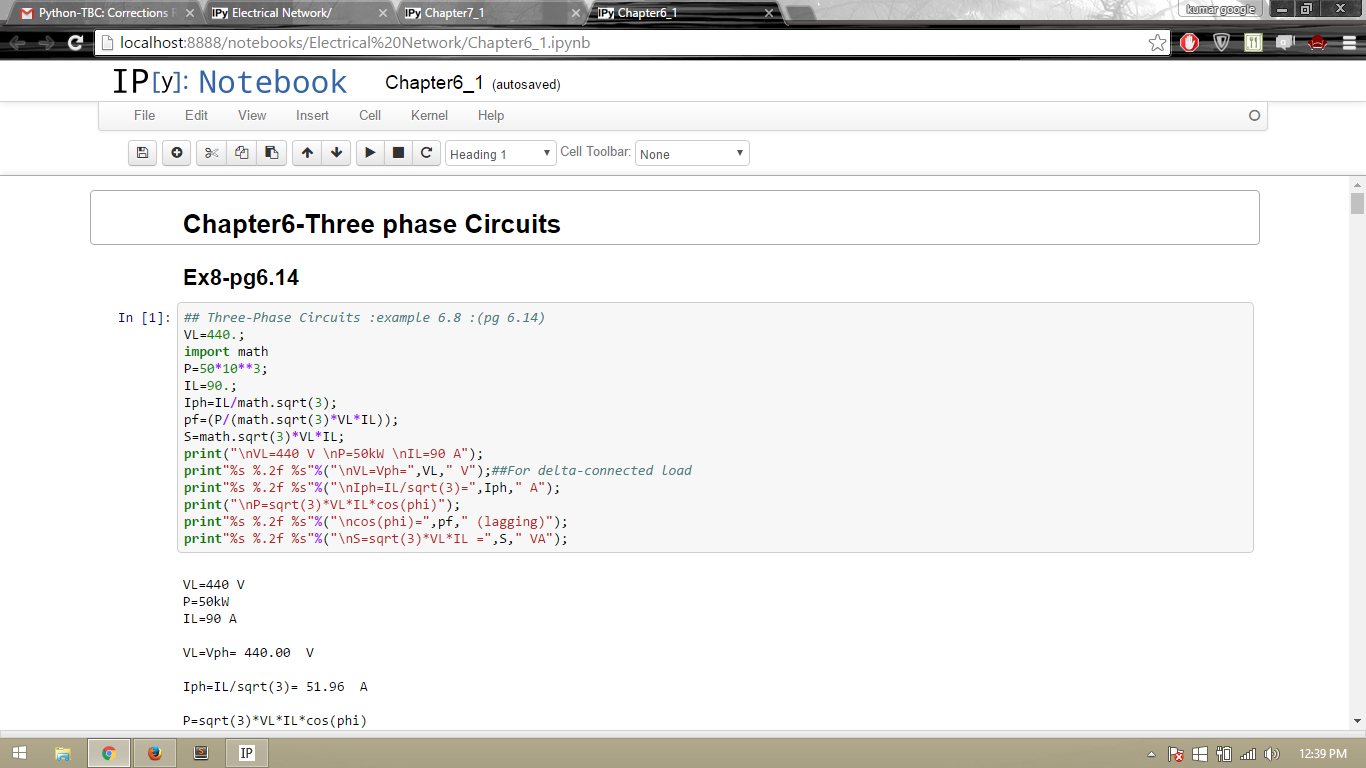 Python-TBC: Corrections R
IPy Electrical Network/
IPy Chapter7_1
IPy Chapter6_1
kumar google
localhost:8888/notebooks/Electrical%20Network/Chapter6_1.ipynb
IP[y]: Notebook Chapter6_1 (autosaved)
File Edit View Insert Cell Kernel Help
Heading 1 Cell Toolbar: None
Chapter6-Three phase Circuits
Ex8-pg6.14
In [1]: ## Three-Phase Circuits :example 6.8 :(pg 6.14)
VL=440.;
import math
P=50*10**3;
IL=90.;
Iph=IL/math.sqrt(3);
pf=(P/(math.sqrt(3)*VL*IL));
S=math.sqrt(3)*VL*IL;
print("\nVL=440 V \nP=50kW \nIL=90 A");
print"%s %.2f %s"%("\nVL=Vph=",VL," V");##For delta-connected load
print"%s %.2f %s"%("\nIph=IL/sqrt(3)=",Iph," A");
print("\nP=sqrt(3)*VL*IL*cos(phi)");
print"%s %.2f %s"%("\ncos(phi)=",pf," (lagging)");
print"%s %.2f %s"%("\nS=sqrt(3)*VL*IL =",S," VA");
VL=440 V
P=50kW
IL=90 A
VL=Vph= 440.00  V
Iph=IL/sqrt(3)= 51.96  A
P=sqrt(3)*VL*IL*cos(phi)
IP
12:39 PM